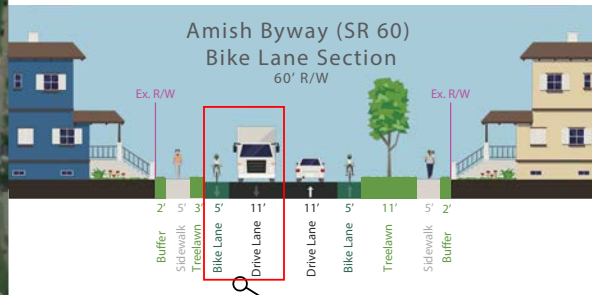 Amish Byway (SR 60)
Bike Lane Section
60' R/W
Ex. R/W
Ex. R/W
2' 5' 3' 5' 11' 11' 5' 11' 5' 2'
Buffer
Sidewalk
Treelawn
Bike Lane
Drive Lane
Drive Lane
Bike Lane
Treelawn
Sidewalk
Buffer